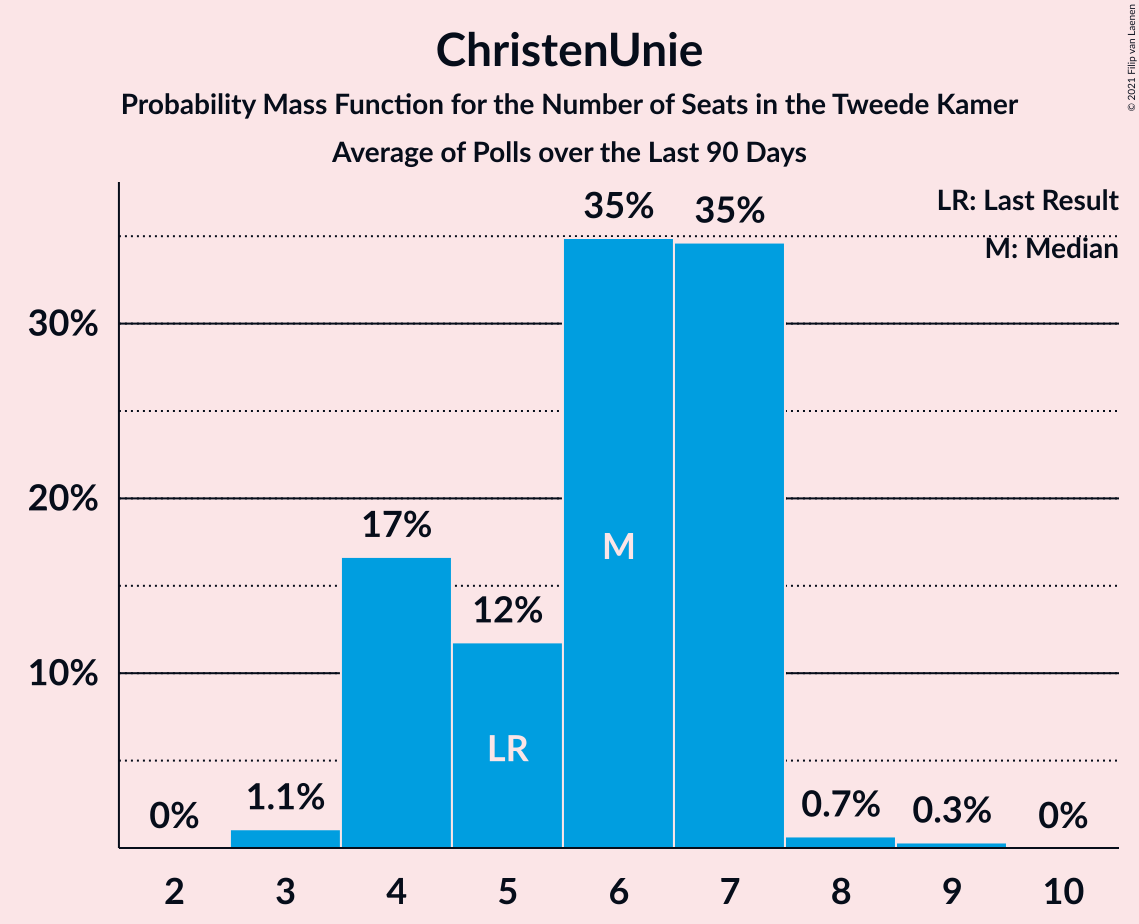 ChristenUnie
Probability Mass Function for the Number of Seats in the Tweede Kamer
Average of Polls over the Last 90 Days
© 2021 Filip van Laenen
LR: Last Result
M: Median
35%
35%
30%
20%
17%
M
12%
10%
LR
0%
1.1%
0.7%
0.3%
0%
2 3 4 5 6 7 8 9 10